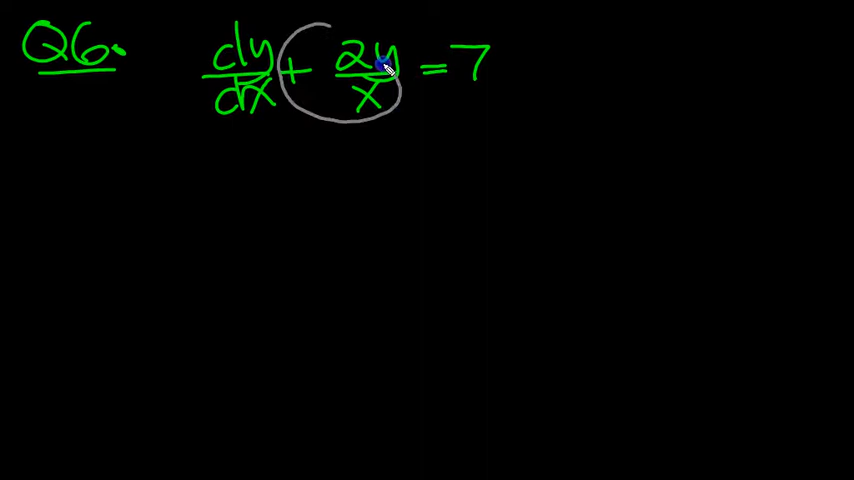 Q6. dy/dx + 2y/x = 7